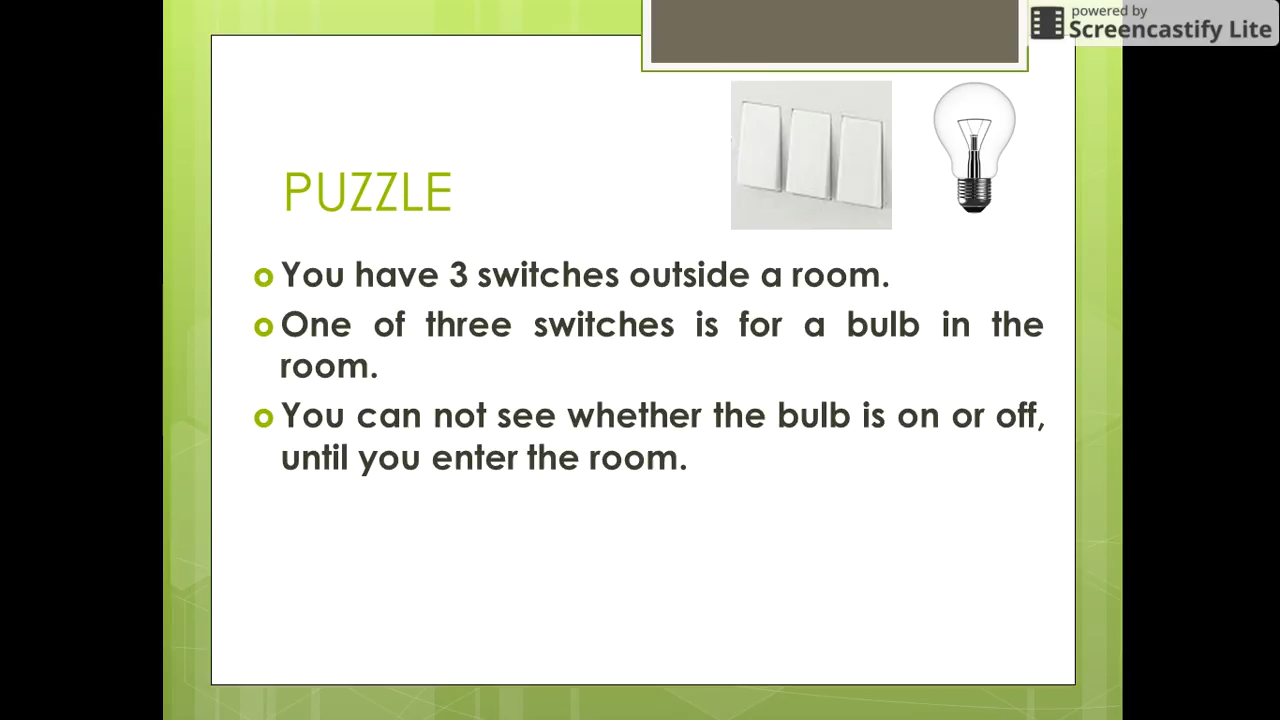 powered by
Screencastify Lite
PUZZLE
You have 3 switches outside a room.
One of three switches is for a bulb in the
room.
You can not see whether the bulb is on or off,
until you enter the room.